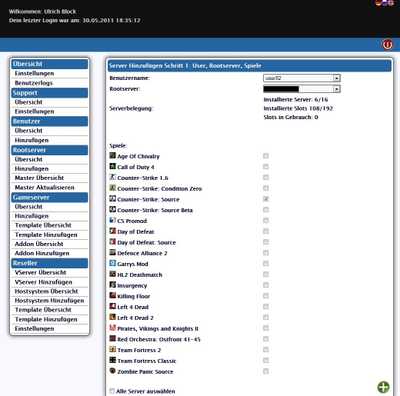 Willkommen: Ulrich Block
Dein letzter Login war am: 30.05.2011 18:35:12
Übersicht
Einstellungen
Benutzerlogs
Support
Übersicht
Einstellungen
Benutzer
Übersicht
Hinzufügen
Rootserver
Übersicht
Hinzufügen
Master Übersicht
Master Aktualisieren
Gameserver
Übersicht
Hinzufügen
Template Übersicht
Template Hinzufügen
Addon Übersicht
Addon Hinzufügen
Reseller
VServer Übersicht
VServer Hinzufügen
Hostsystem Übersicht
Hostsystem Hinzufügen
Template Übersicht
Template Hinzufügen
Einstellungen
Server Hinzufügen Schritt 1: User, Rootserver, Spiele
Benutzername: user02
Rootserver:
Serverbelegung:
Installierte Server: 6/16
Installierte Slots 108/192
Slots in Gebrauch: 0
Spiele:
Age Of Chivalry
Call of Duty 4
Counter-Strike 1.6
Counter-Strike: Condition Zero
Counter-Strike: Source
Counter-Strike: Source Beta
CS Promod
Day of Defeat
Day of Defeat: Source
Defence Alliance 2
Garrys Mod
HL2 Deathmatch
Insurgency
Killing Floor
Left 4 Dead
Left 4 Dead 2
Pirates, Vikings and Knights II
Red Orchestra: Ostfront 41-45
Team Fortress 2
Team Fortress Classic
Zombie Panic Source
Alle Server auswählen